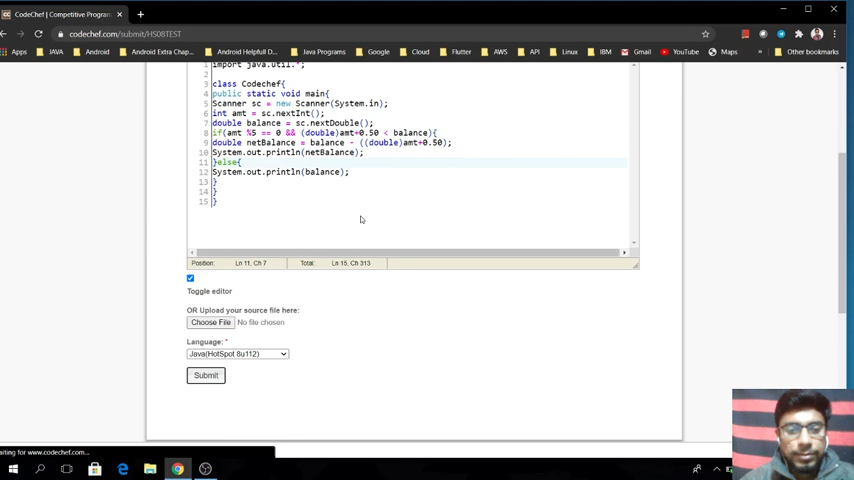 CodeChef | Competitive Program
codechef.com/submit/HS08TEST
Apps JAVA Android Android Extra Chap... Android Helpfull D... Java Programs Google Cloud Flutter AWS API Linux IBM Gmail YouTube Maps » Other bookmarks
1 import java.util.*;
2
3 class Codechef{
4 public static void main{
5 Scanner sc = new Scanner(System.in);
6 int amt = sc.nextInt();
7 double balance = sc.nextDouble();
8 if(amt %5 == 0 && (double)amt+0.50 < balance){
9 double netBalance = balance - ((double)amt+0.50);
10 System.out.println(netBalance);
11 }else{
12 System.out.println(balance);
13 }
14 }
15 }
Position: Ln 11, Ch 7 Total: Ln 15, Ch 313
Toggle editor
OR Upload your source file here:
Choose File No file chosen
Language: *
Java(HotSpot 8u112)
Submit
aiting for www.codechef.com...